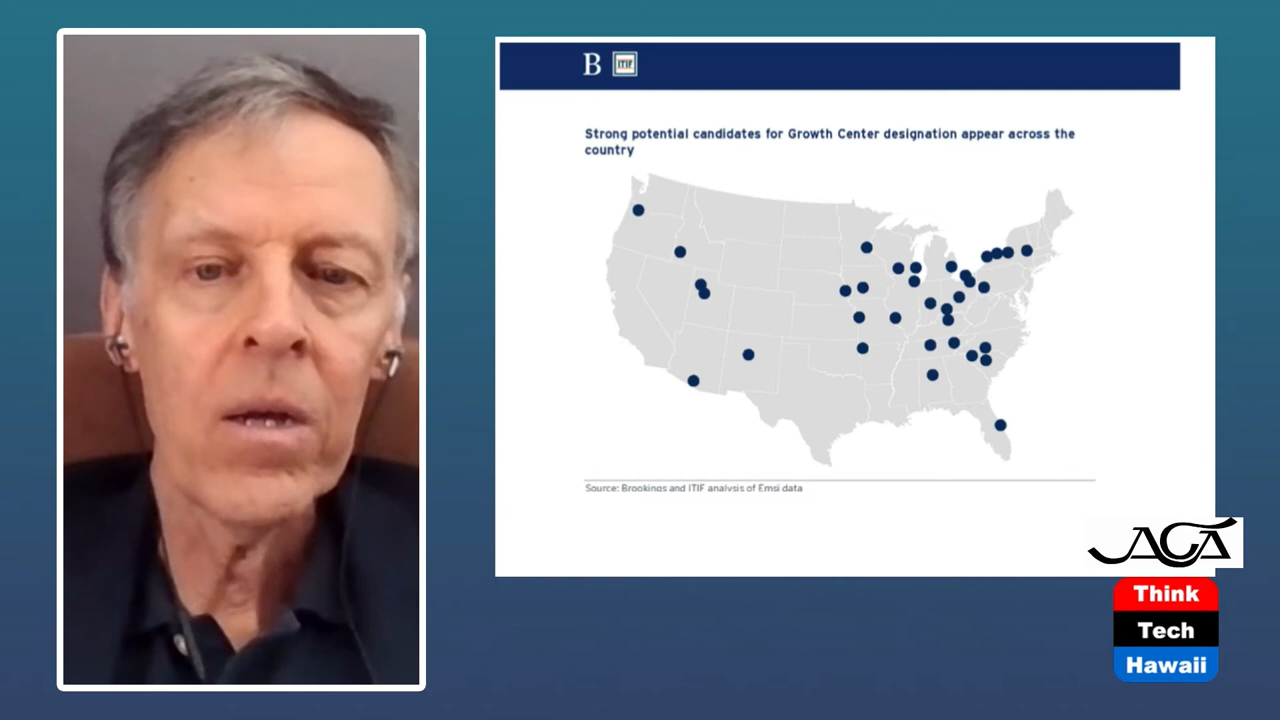 B ITIF
Strong potential candidates for Growth Center designation appear across the
country
Source: Brookings and ITIF analysis of Emsi data
JAGA
Think
Tech
Hawaii